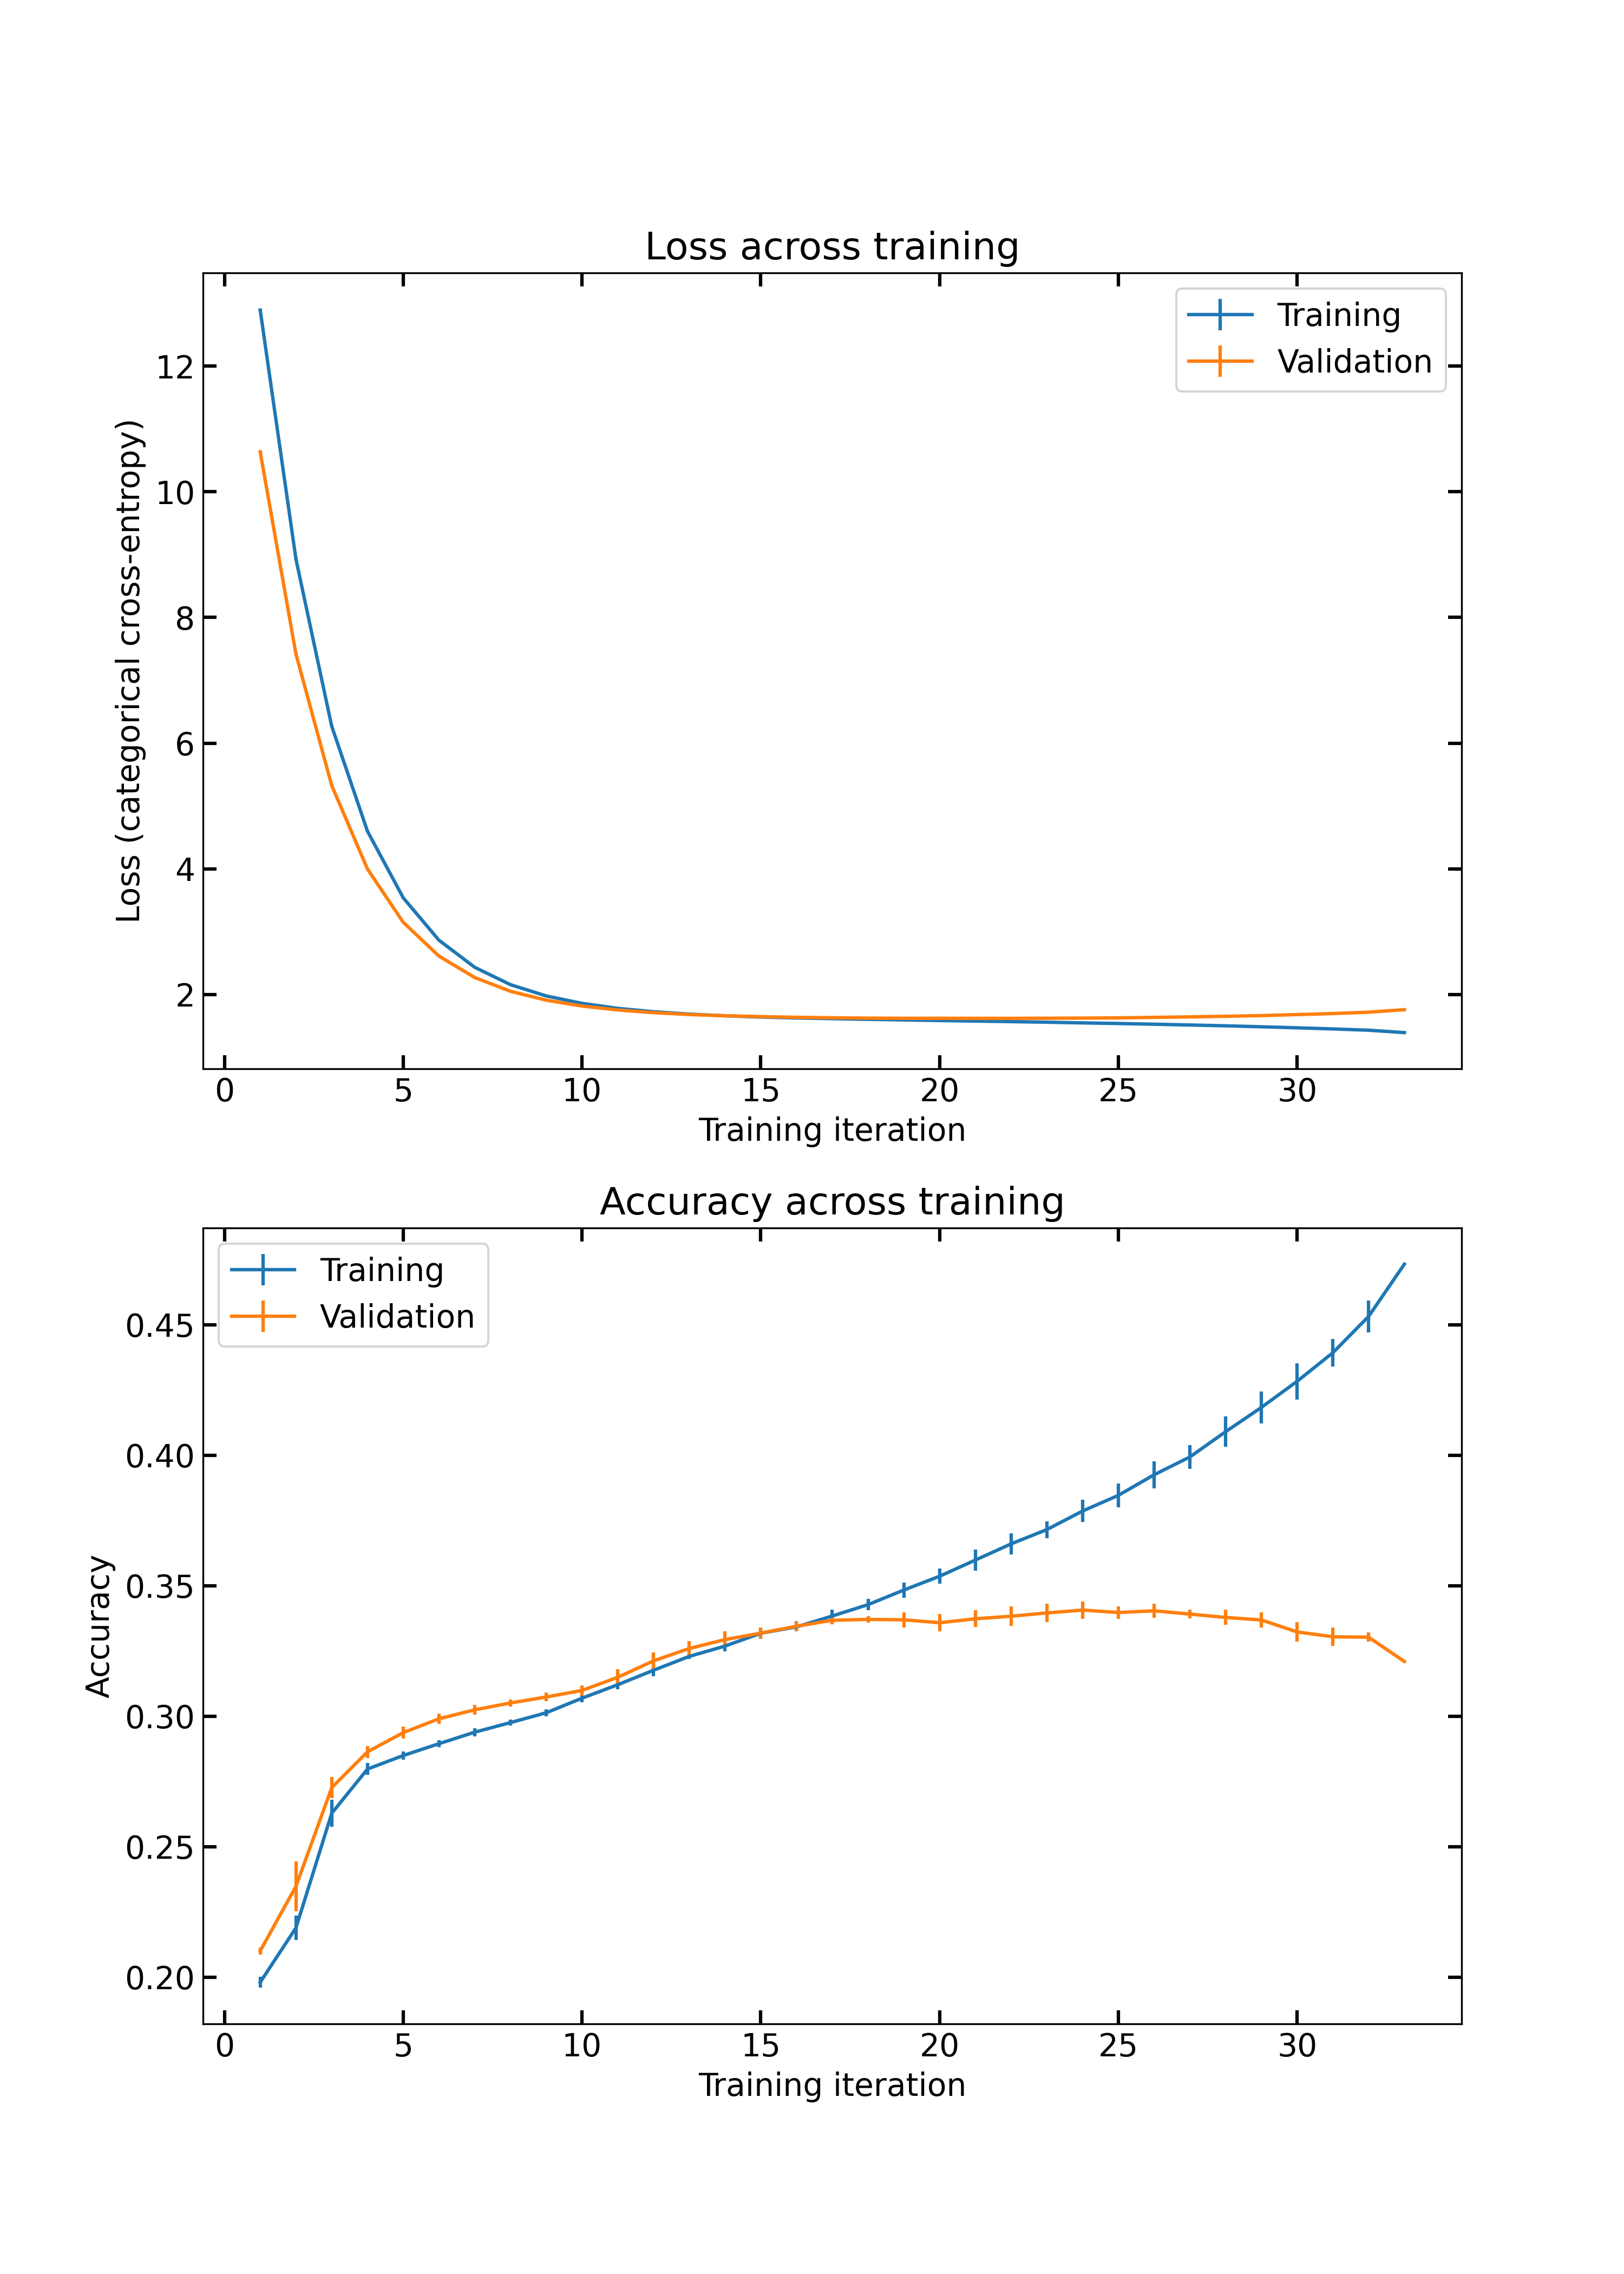 Loss across training
Training
Validation
12
10
8
6
4
2
Loss (categorical cross-entropy)
0 5 10 15 20 25 30
Training iteration
Accuracy across training
Training
Validation
0.45
0.40
0.35
0.30
0.25
0.20
Accuracy
0 5 10 15 20 25 30
Training iteration